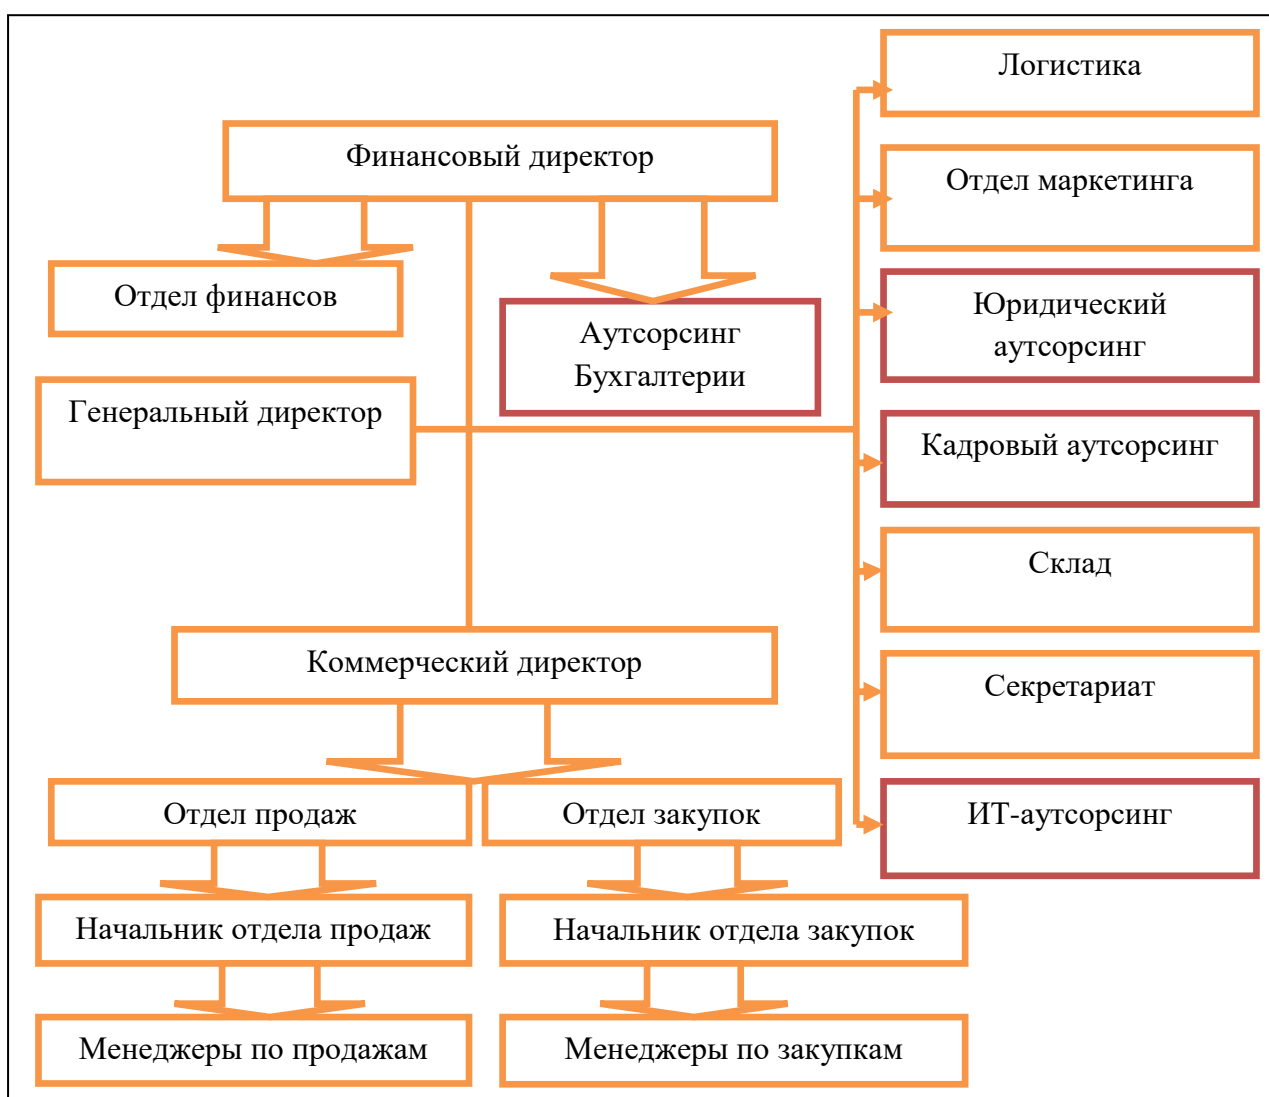 Логистика
Финансовый директор
Отдел маркетинга
Отдел финансов
Аутсорсинг
Бухгалтерии
Юридический
аутсорсинг
Генеральный директор
Кадровый аутсорсинг
Склад
Коммерческий директор
Секретариат
Отдел продаж
Отдел закупок
ИТ-аутсорсинг
Начальник отдела продаж
Начальник отдела закупок
Менеджеры по продажам
Менеджеры по закупкам